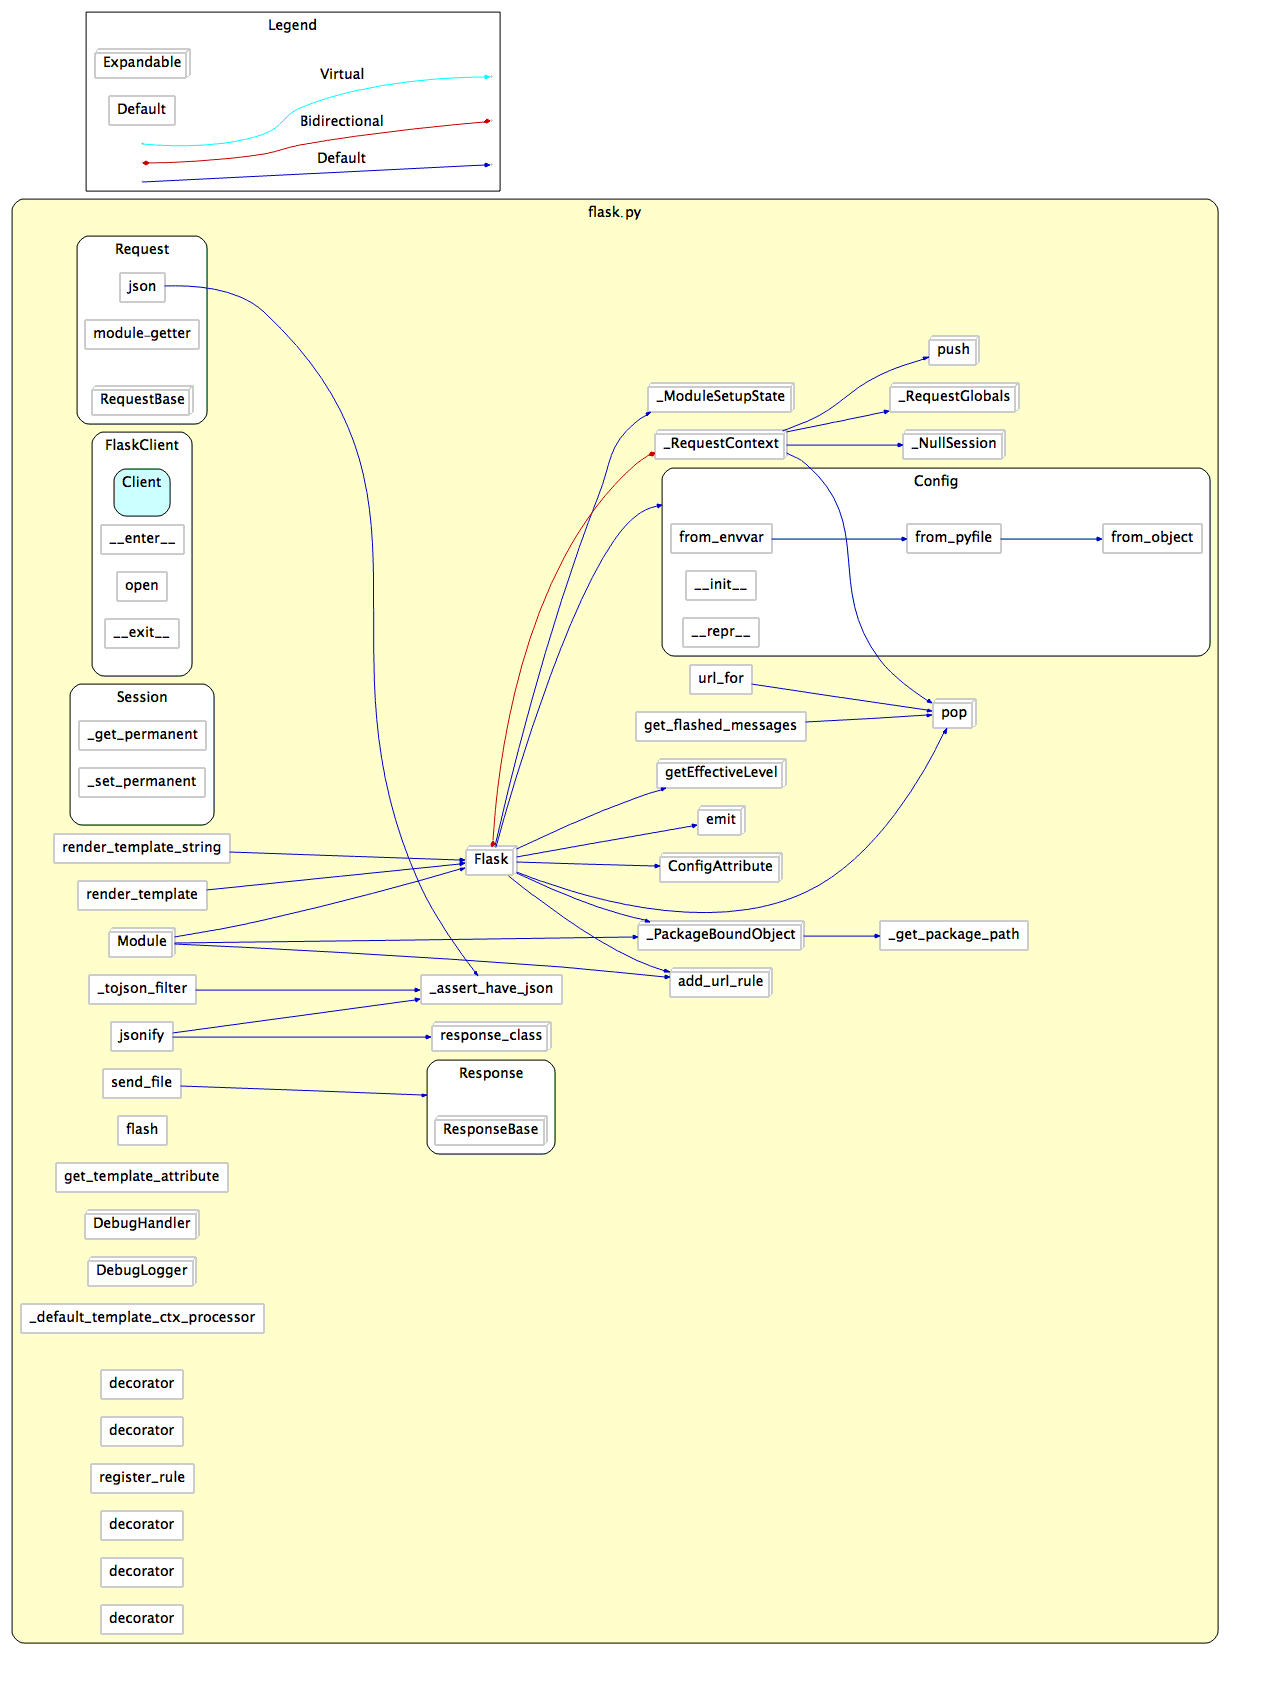 Legend
Expandable
Virtual
Default
Bidirectional
Default
flask.py
Request
json
module_getter
RequestBase
FlaskClient
Client
__enter__
open
__exit__
Session
_get_permanent
_set_permanent
render_template_string
render_template
Module
_tojson_filter
jsonify
send_file
flash
get_template_attribute
DebugHandler
DebugLogger
_default_template_ctx_processor
decorator
decorator
register_rule
decorator
decorator
decorator
Flask
_assert_have_json
response_class
Response
ResponseBase
_ModuleSetupState
_RequestContext
push
_RequestGlobals
_NullSession
Config
from_envvar
from_pyfile
from_object
__init__
__repr__
url_for
get_flashed_messages
pop
getEffectiveLevel
emit
ConfigAttribute
_PackageBoundObject
_get_package_path
add_url_rule